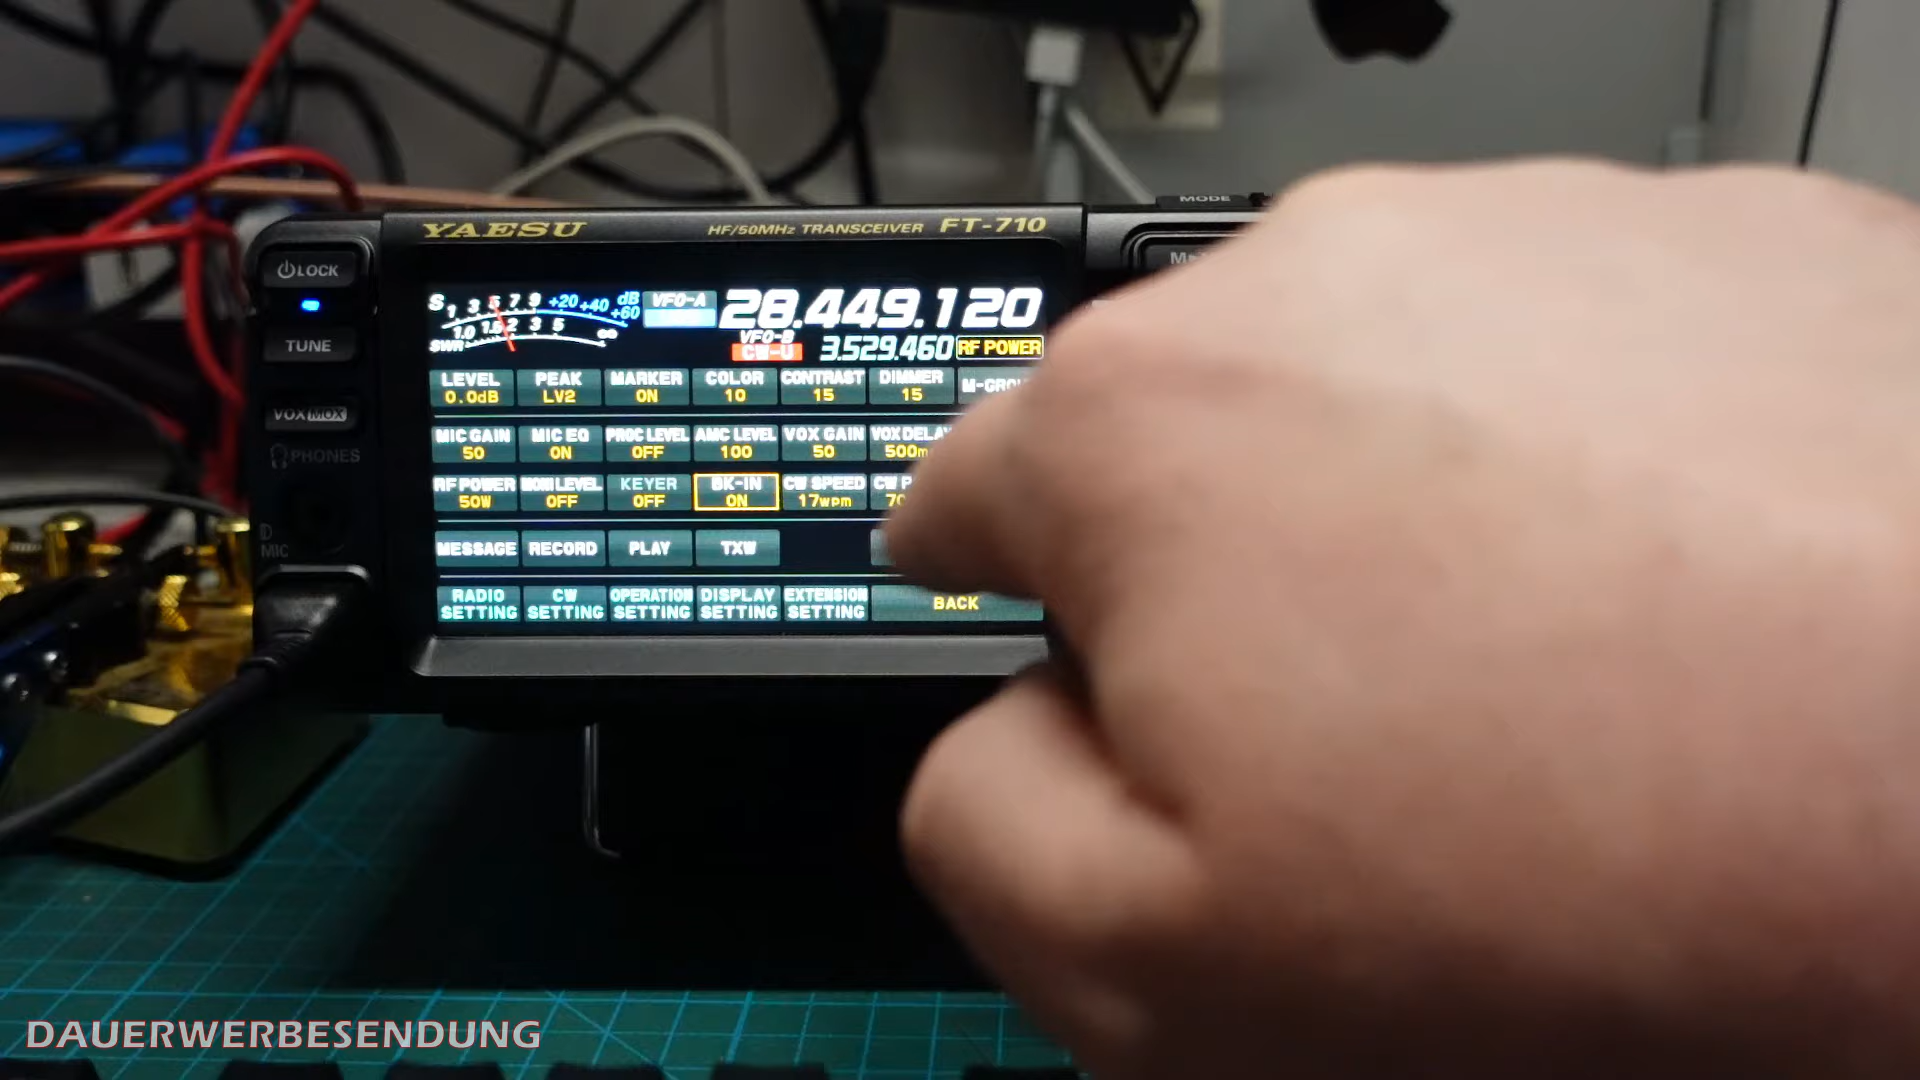 MODE
YAESU HF/50MHz TRANSCEIVER FT-710
LOCK
TUNE
VOX MOX
PHONES
MIC
S 1 3 5 7 9 +20 +40 +60 dB
SWR 1.0 1.5 2 3 5 ∞
VFO-A 28.449.120
VFO-B
CW-U 3.529.460 RF POWER
LEVEL PEAK MARKER COLOR CONTRAST DIMMER
0.0dB LV2 ON 10 15 15
MIC GAIN MIC EQ PROC LEVEL AMC LEVEL VOX GAIN VOX DELAY
50 ON OFF 100 50
RF POWER MONI LEVEL KEYER BK-IN CW SPEED CW
50W OFF OFF ON 17wpm
MESSAGE RECORD PLAY TXW
RADIO SETTING CW SETTING OPERATION SETTING DISPLAY SETTING EXTENSION SETTING BACK
DAUERWERBESENDUNG